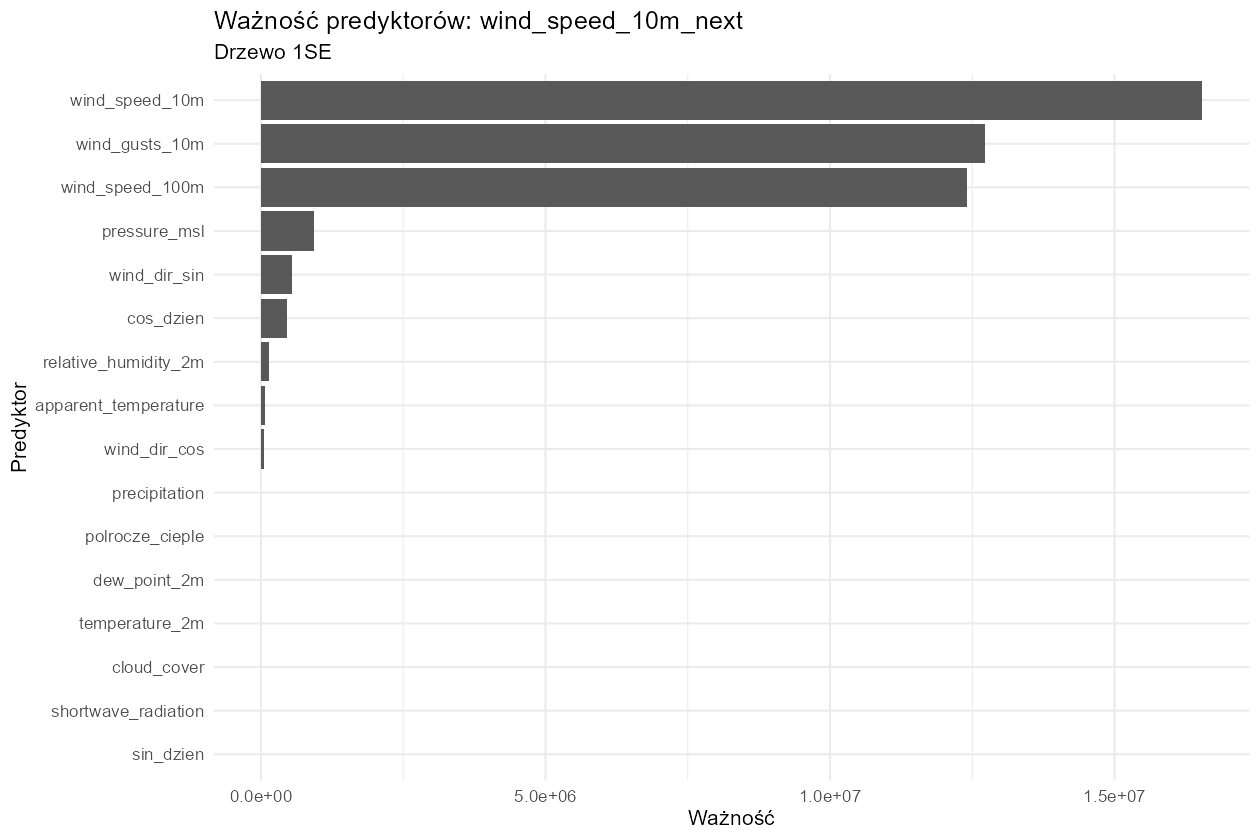 Ważność predyktorów: wind_speed_10m_next
Drzewo 1SE
wind_speed_10m
wind_gusts_10m
wind_speed_100m
pressure_msl
wind_dir_sin
cos_dzien
relative_humidity_2m
apparent_temperature
wind_dir_cos
precipitation
polrocze_cieple
dew_point_2m
temperature_2m
cloud_cover
shortwave_radiation
sin_dzien
Predyktor
0.0e+00 5.0e+06 1.0e+07 1.5e+07
Ważność